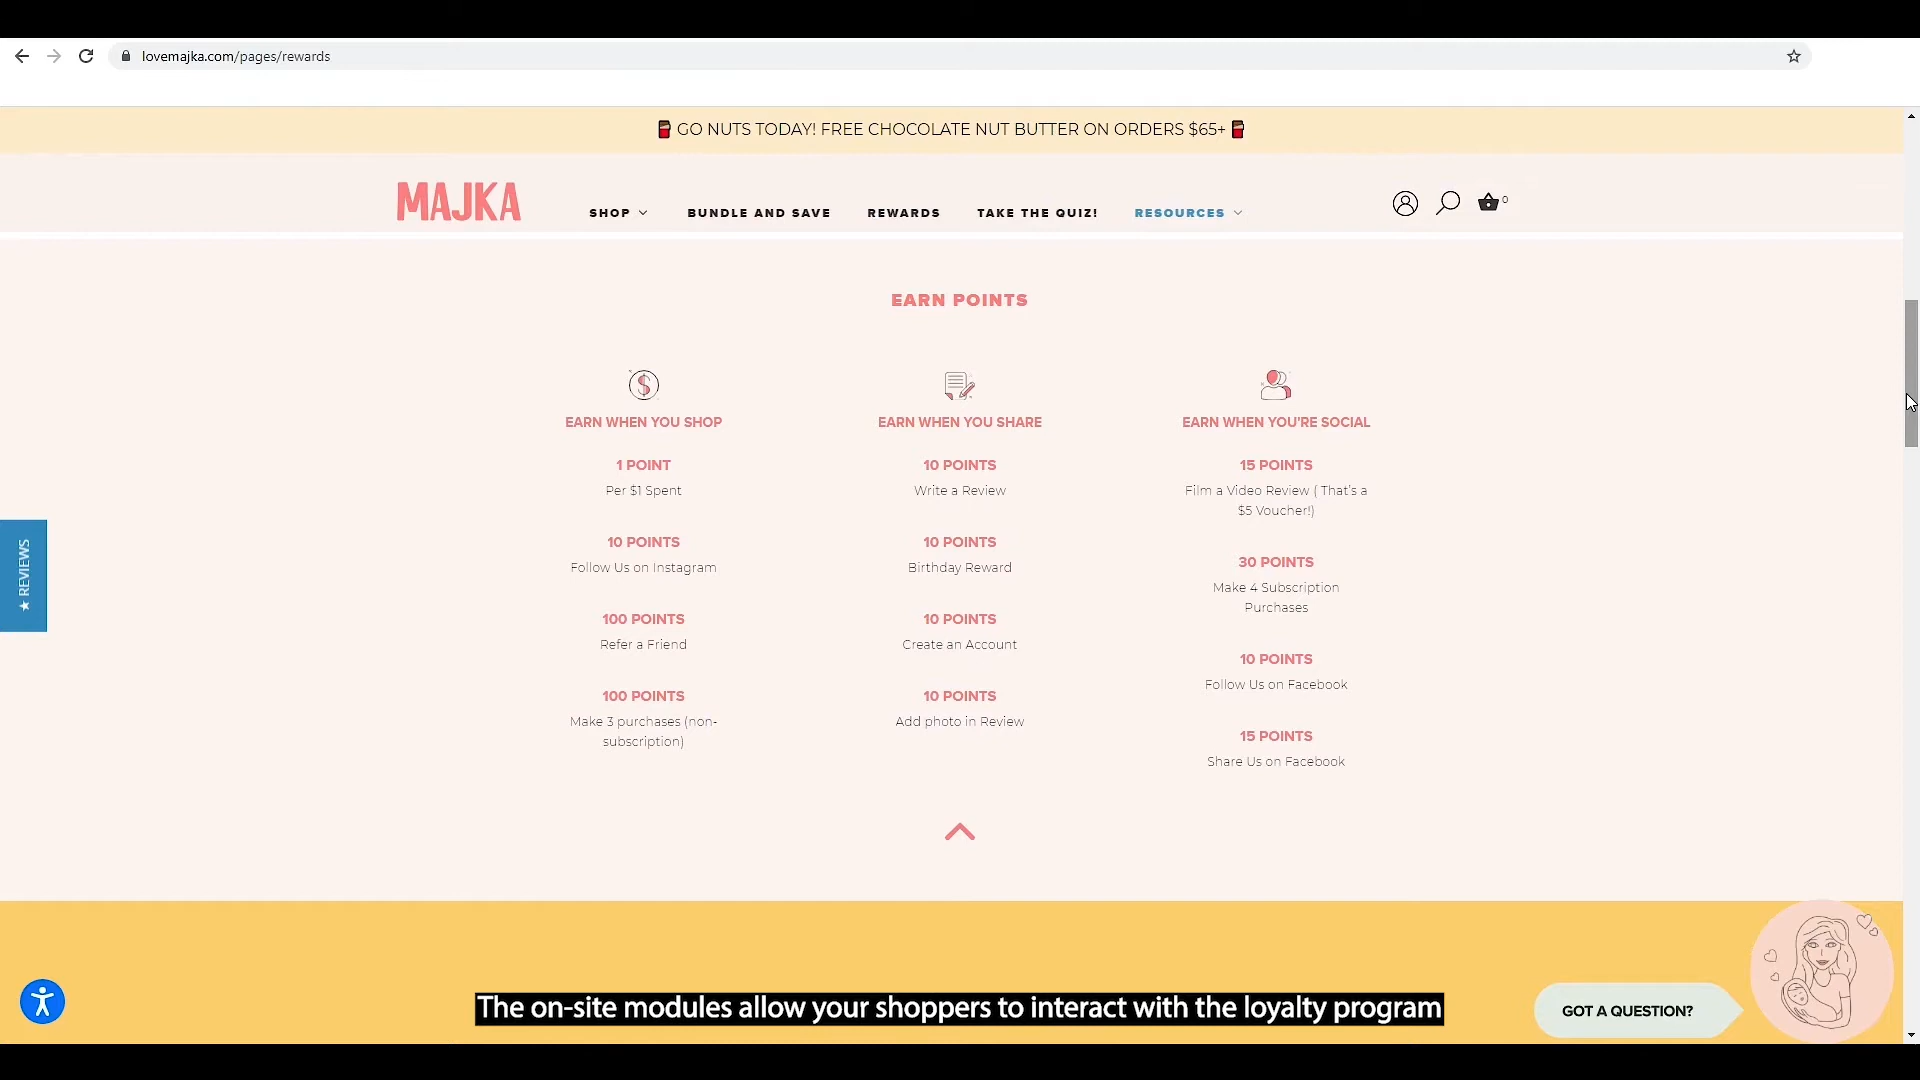 lovemajka.com/pages/rewards
GO NUTS TODAY! FREE CHOCOLATE NUT BUTTER ON ORDERS $65+
MAJKA
SHOP
BUNDLE AND SAVE
REWARDS
TAKE THE QUIZ!
RESOURCES
0
EARN POINTS
EARN WHEN YOU SHOP
1 POINT
Per $1 Spent
10 POINTS
Follow Us on Instagram
100 POINTS
Refer a Friend
100 POINTS
Make 3 purchases (non-
subscription)
EARN WHEN YOU SHARE
10 POINTS
Write a Review
10 POINTS
Birthday Reward
10 POINTS
Create an Account
10 POINTS
Add photo in Review
EARN WHEN YOU'RE SOCIAL
15 POINTS
Film a Video Review ( That's a
$5 Voucher!)
30 POINTS
Make 4 Subscription
Purchases
10 POINTS
Follow Us on Facebook
15 POINTS
Share Us on Facebook
★ REVIEWS
The on-site modules allow your shoppers to interact with the loyalty program
GOT A QUESTION?